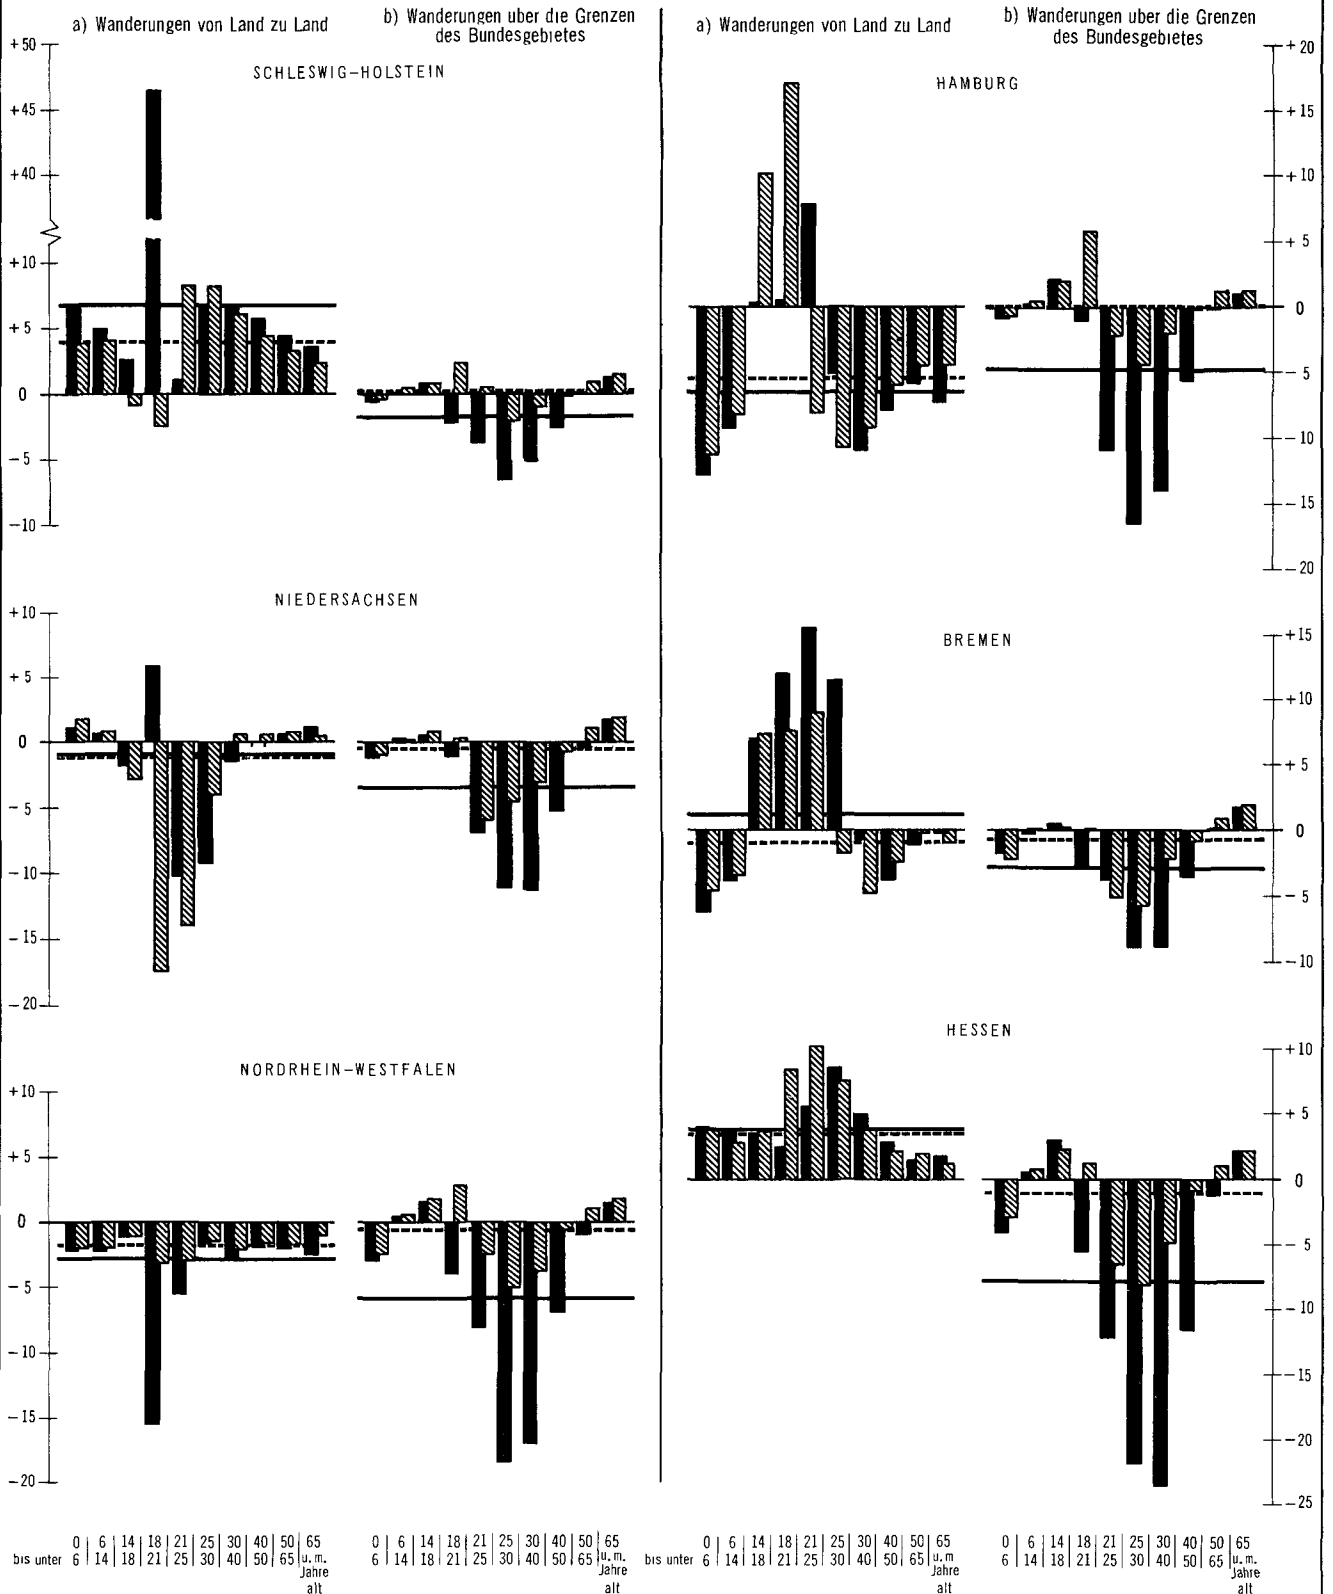 a) Wanderungen von Land zu Land
b) Wanderungen uber die Grenzen
des Bundesgebietes
SCHLESWIG-HOLSTEIN
+50
+45
+40
+10
+5
0
-5
-10
NIEDERSACHSEN
+10
+5
0
-5
-10
-15
-20
NORDRHEIN-WESTFALEN
+10
+5
0
-5
-10
-15
-20
0 6 14 18 21 25 30 40 50 65
bis unter 6 14 18 21 25 30 40 50 65 u. m.
Jahre
alt
0 6 14 18 21 25 30 40 50 65
6 14 18 21 25 30 40 50 65 u. m.
Jahre
alt
a) Wanderungen von Land zu Land
b) Wanderungen uber die Grenzen
des Bundesgebietes
HAMBURG
+20
+15
+10
+5
0
-5
-10
-15
-20
BREMEN
+15
+10
+5
0
-5
-10
HESSEN
+10
+5
0
-5
-10
-15
-20
-25
0 6 14 18 21 25 30 40 50 65
bis unter 6 14 18 21 25 30 40 50 65 u. m
Jahre
alt
0 6 14 18 21 25 30 40 50 65
6 14 18 21 25 30 40 50 65 u. m.
Jahre
alt